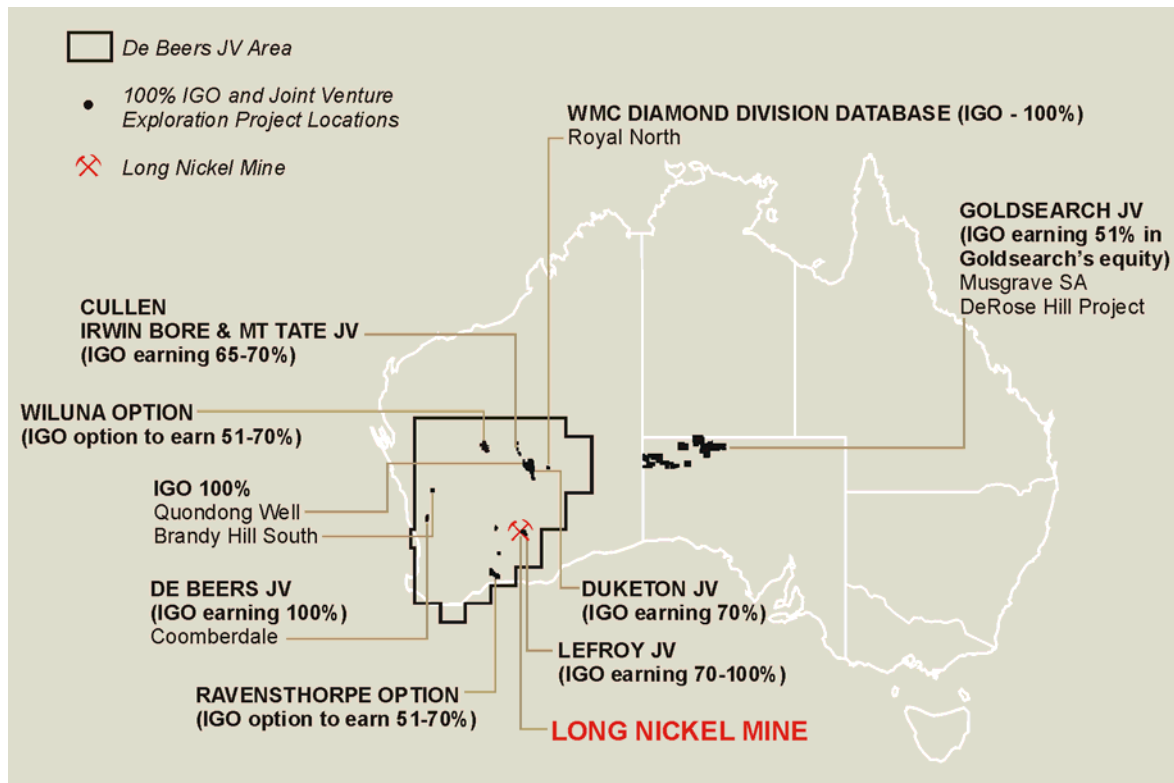 De Beers JV Area
100% IGO and Joint Venture
Exploration Project Locations
Long Nickel Mine
WMC DIAMOND DIVISION DATABASE (IGO - 100%)
Royal North
GOLDSEARCH JV
(IGO earning 51% in
Goldsearch's equity)
Musgrave SA
DeRose Hill Project
CULLEN
IRWIN BORE & MT TATE JV
(IGO earning 65-70%)
WILUNA OPTION
(IGO option to earn 51-70%)
IGO 100%
Quondong Well
Brandy Hill South
DE BEERS JV
(IGO earning 100%)
Coomberdale
DUKETON JV
(IGO earning 70%)
LEFROY JV
(IGO earning 70-100%)
RAVENSTHORPE OPTION
(IGO option to earn 51-70%)
LONG NICKEL MINE